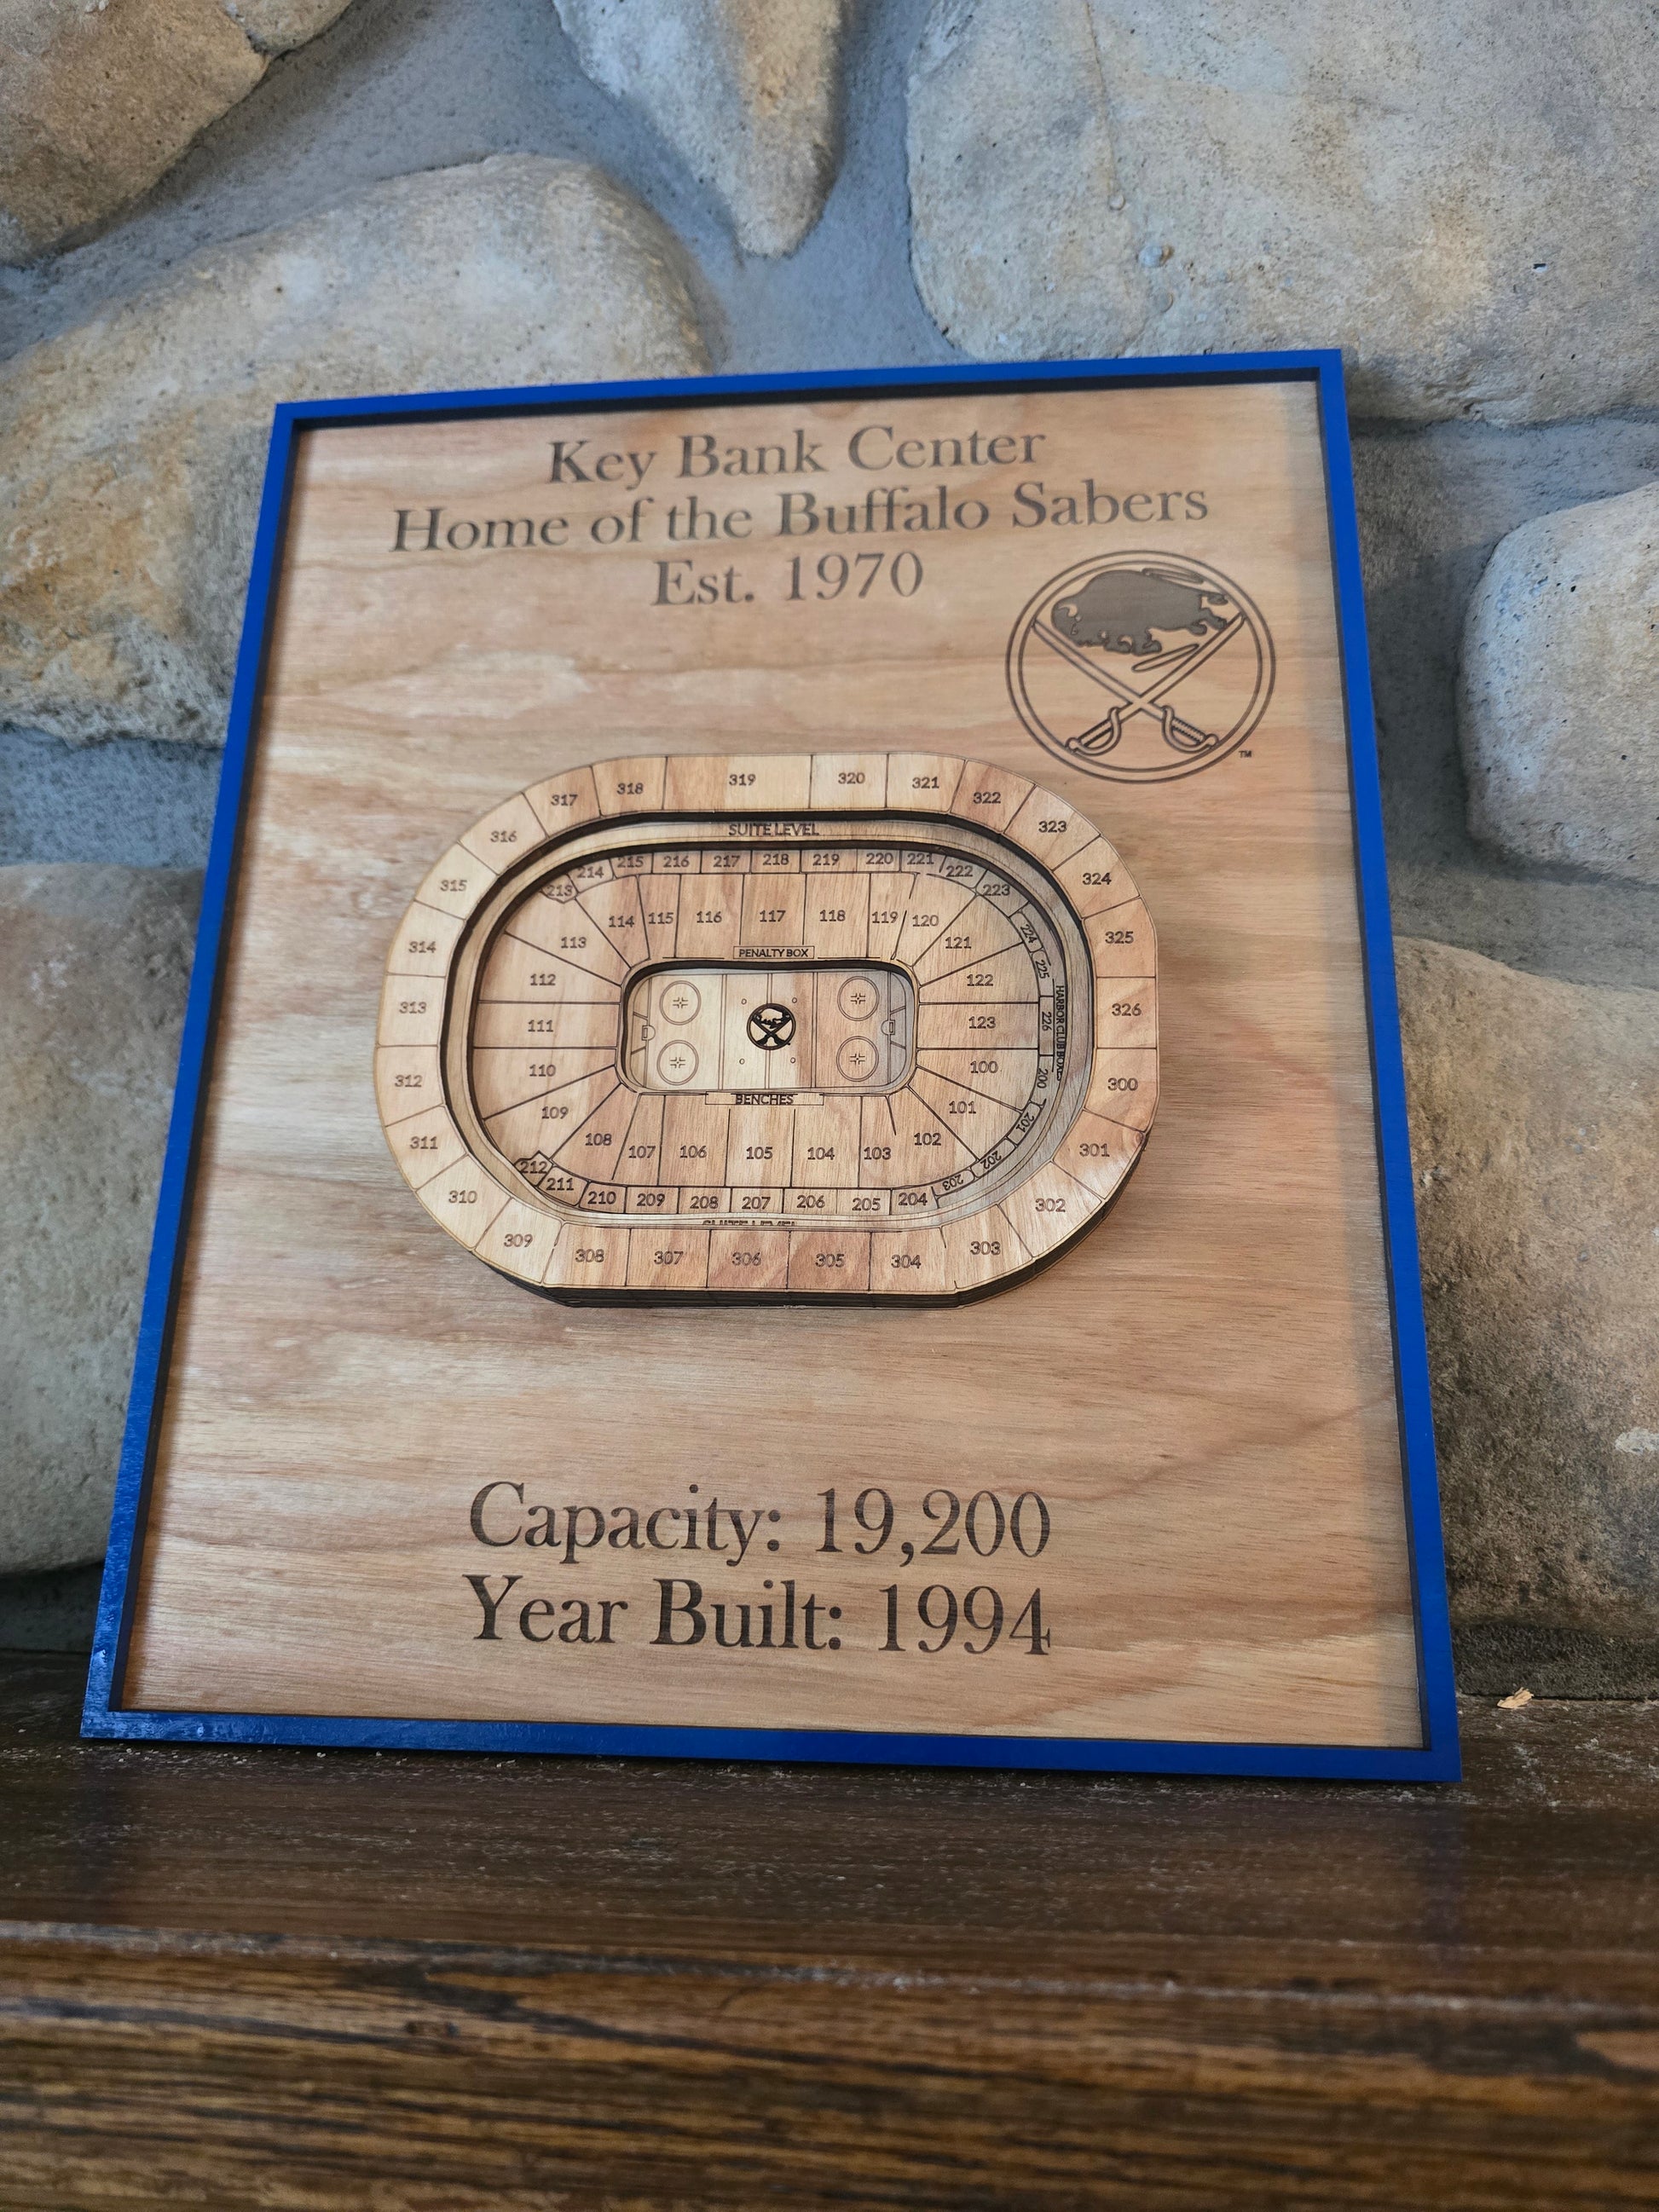 Key Bank Center
Home of the Buffalo Sabers
Est. 1970
TM
317 318 319 320 321 322
316 323
SUITE LEVEL
315 324
213 214 215 216 217 218 219 220 221 222 223
114 115 116 117 118 119 120
314 113 121 224 325
PENALTY BOX
112 122 225
313 111 123 226 326
HARBOR CLUB
312 110 100 200 300
BENCHES
109 101 201
311 108 107 106 105 104 103 102 202 301
212 211 210 209 208 207 206 205 204 203
310 302
309 308 307 306 305 304 303
Capacity: 19,200
Year Built: 1994